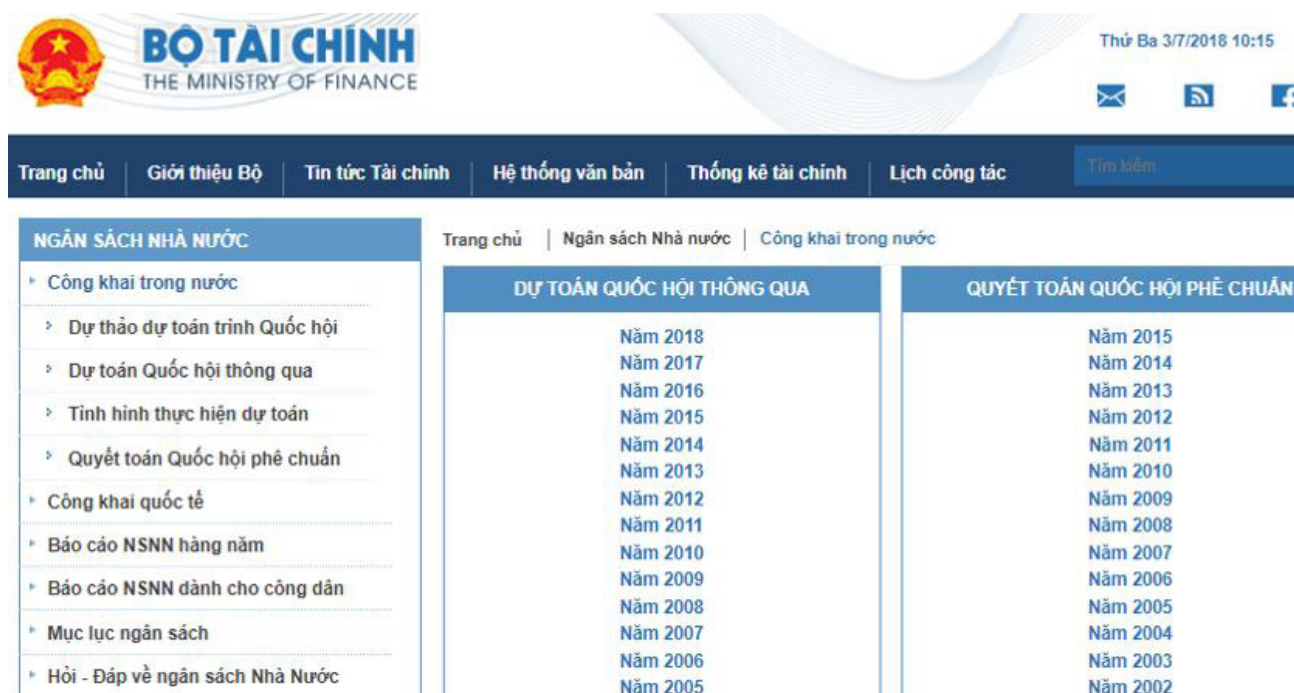 BỘ TÀI CHÍNH
THE MINISTRY OF FINANCE
Thứ Ba 3/7/2018 10:15
Trang chủ
Giới thiệu Bộ
Tin tức Tài chính
Hệ thống văn bản
Thống kê tài chính
Lịch công tác
Tìm kiếm
NGÂN SÁCH NHÀ NƯỚC
Công khai trong nước
Dự thảo dự toán trình Quốc hội
Dự toán Quốc hội thông qua
Tình hình thực hiện dự toán
Quyết toán Quốc hội phê chuẩn
Công khai quốc tế
Báo cáo NSNN hàng năm
Báo cáo NSNN dành cho công dân
Mục lục ngân sách
Hỏi - Đáp về ngân sách Nhà Nước
Trang chủ | Ngân sách Nhà nước | Công khai trong nước
DỰ TOÁN QUỐC HỘI THÔNG QUA
Năm 2018
Năm 2017
Năm 2016
Năm 2015
Năm 2014
Năm 2013
Năm 2012
Năm 2011
Năm 2010
Năm 2009
Năm 2008
Năm 2007
Năm 2006
Năm 2005
QUYẾT TOÁN QUỐC HỘI PHÊ CHUẨN
Năm 2015
Năm 2014
Năm 2013
Năm 2012
Năm 2011
Năm 2010
Năm 2009
Năm 2008
Năm 2007
Năm 2006
Năm 2005
Năm 2004
Năm 2003
Năm 2002